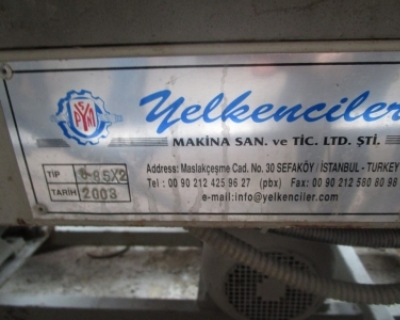 Yelkenciler
MAKİNA SAN. ve TİC. LTD. ŞTİ.
Address: Maslakçeşme Cad. No. 30 SEFAKÖY / İSTANBUL - TURKEY
Tel : 00 90 212 425 96 27 (pbx) Fax: 00 90 212 580 80 98
e-mail:info@yelkenciler.com
TİP 6-85X2
TARİH 2003